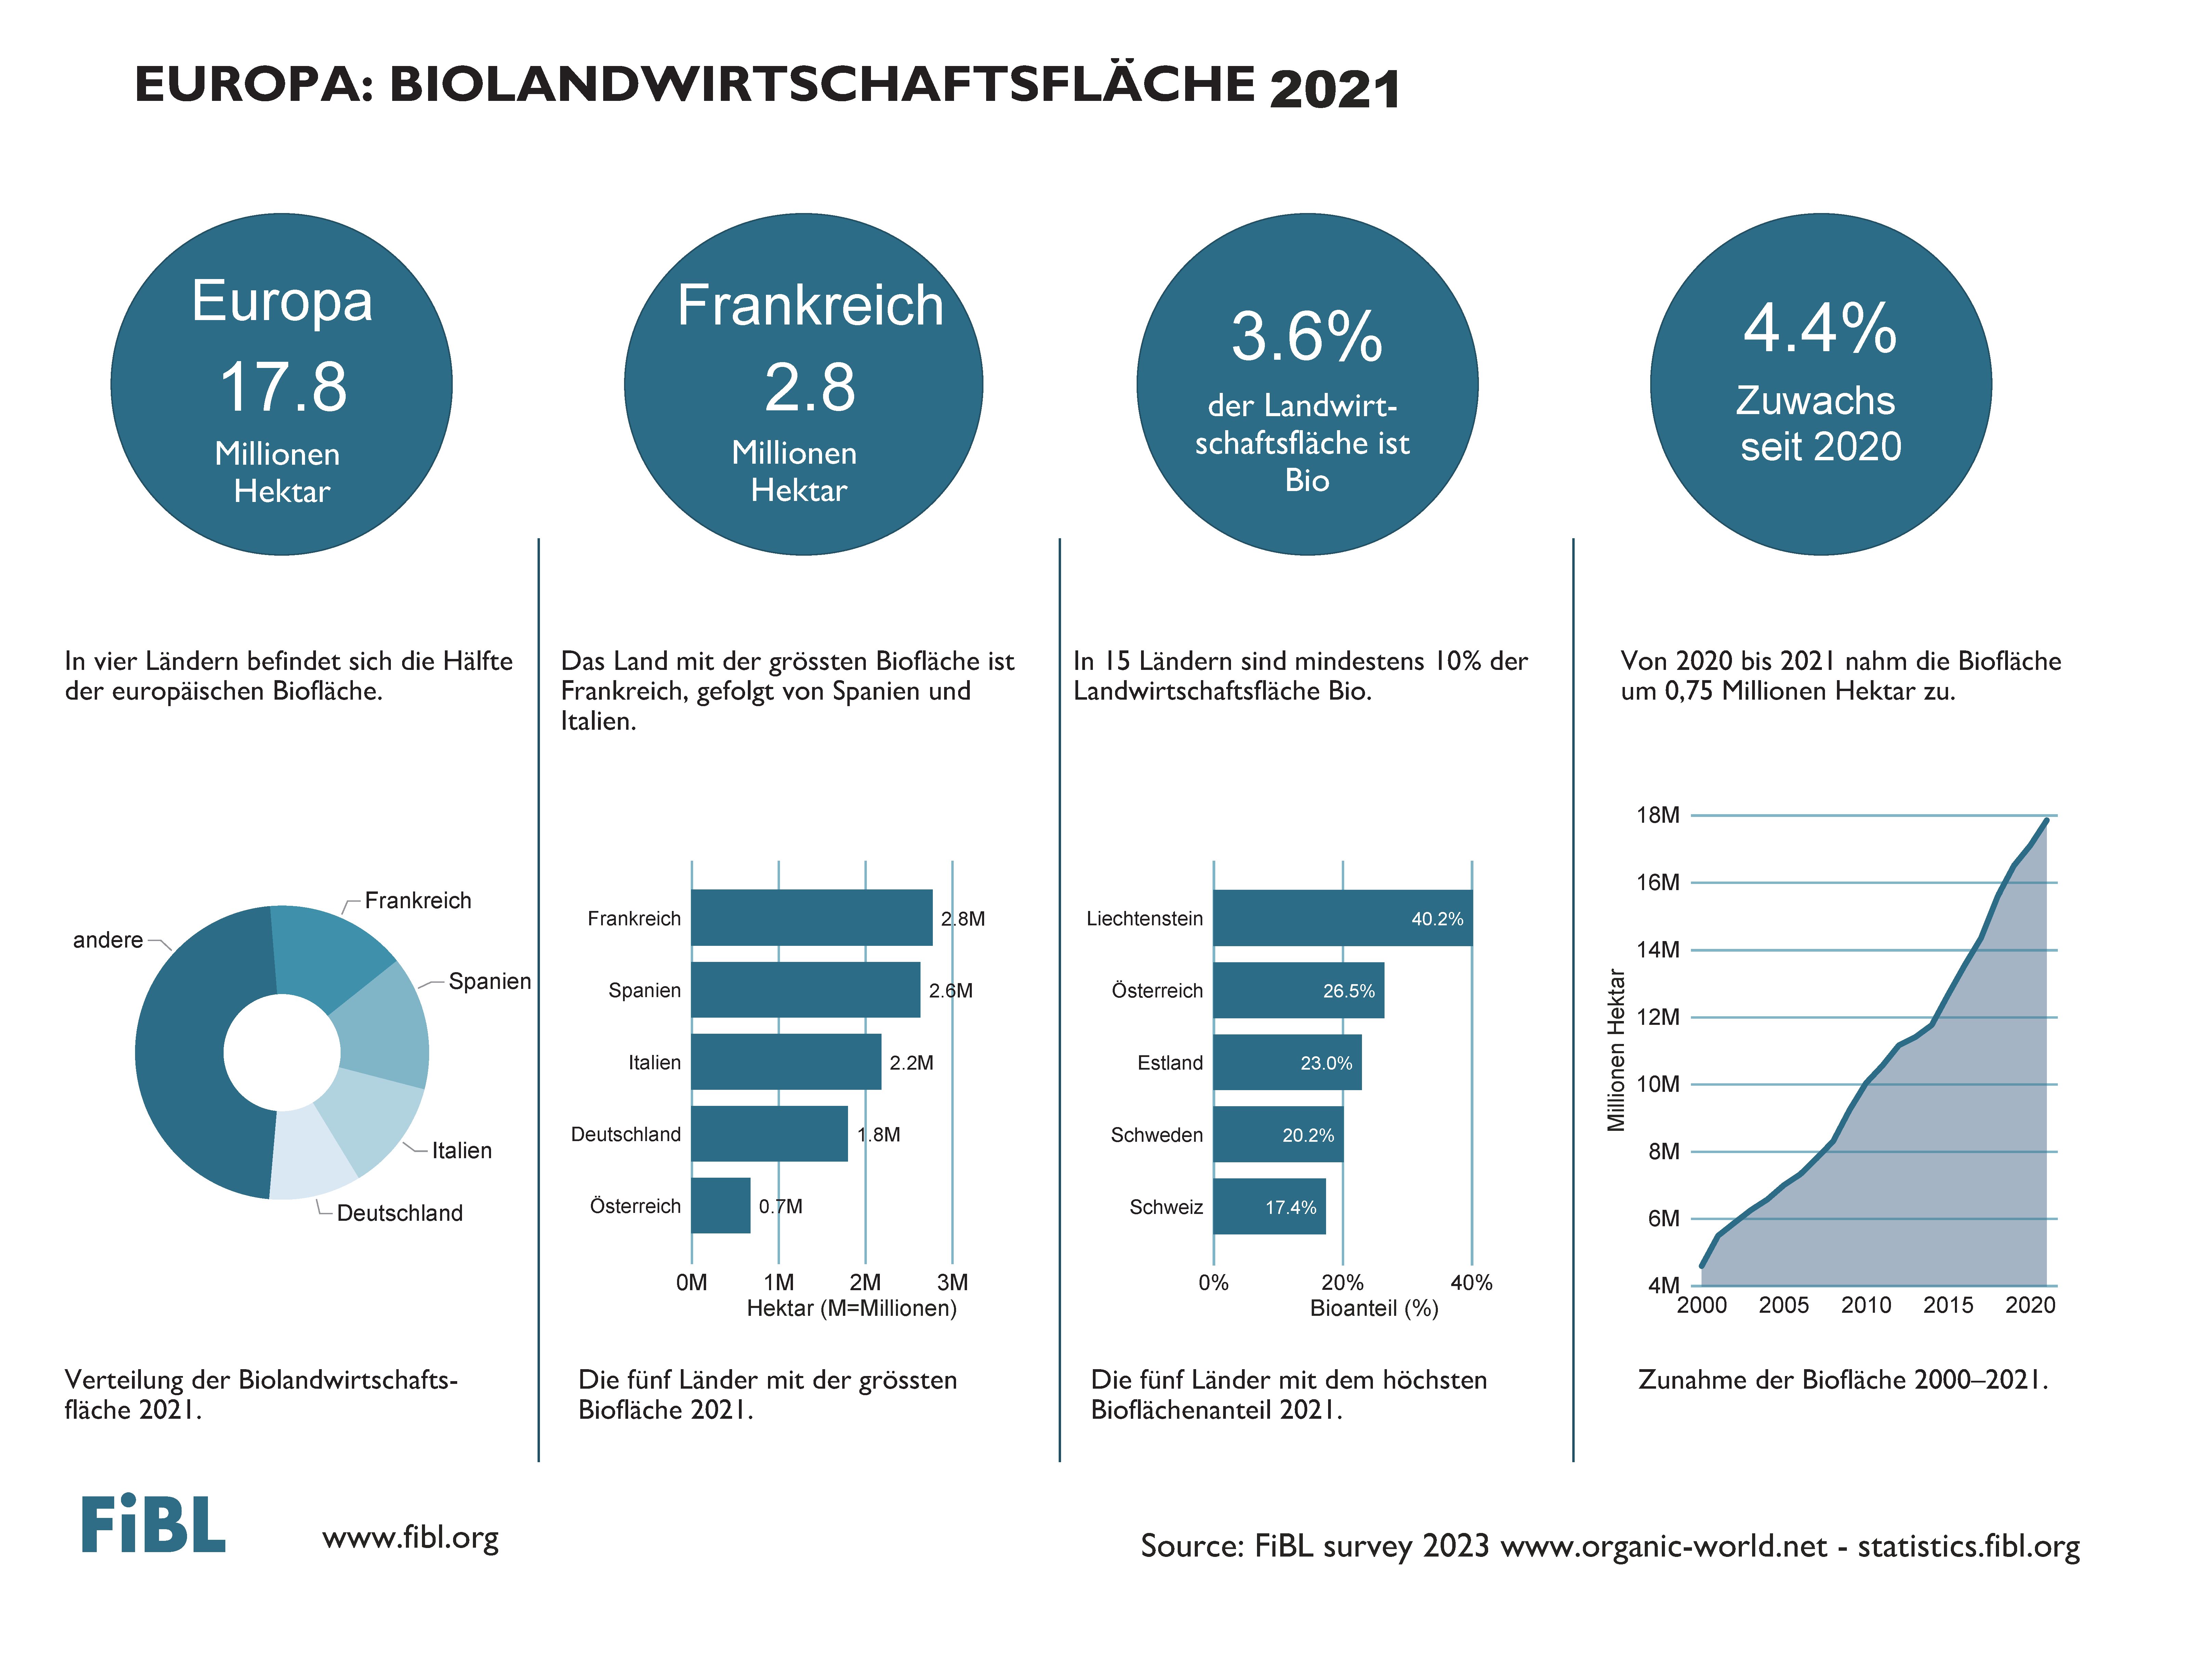 EUROPA: BIOLANDWIRTSCHAFTSFLÄCHE 2021
Europa
17.8
Millionen
Hektar
Frankreich
2.8
Millionen
Hektar
3.6%
der Landwirt-
schaftsfläche ist
Bio
4.4%
Zuwachs
seit 2020
In vier Ländern befindet sich die Hälfte
der europäischen Biofläche.
Das Land mit der grössten Biofläche ist
Frankreich, gefolgt von Spanien und
Italien.
In 15 Ländern sind mindestens 10% der
Landwirtschaftsfläche Bio.
Von 2020 bis 2021 nahm die Biofläche
um 0,75 Millionen Hektar zu.
Frankreich
andere
Spanien
Italien
Deutschland
Frankreich 2.8M
Spanien 2.6M
Italien 2.2M
Deutschland 1.8M
Österreich 0.7M
0M 1M 2M 3M
Hektar (M=Millionen)
Liechtenstein 40.2%
Österreich 26.5%
Estland 23.0%
Schweden 20.2%
Schweiz 17.4%
0% 20% 40%
Bioanteil (%)
Millionen Hektar
18M
16M
14M
12M
10M
8M
6M
4M
2000 2005 2010 2015 2020
Verteilung der Biolandwirtschafts-
fläche 2021.
Die fünf Länder mit der grössten
Biofläche 2021.
Die fünf Länder mit dem höchsten
Bioflächenanteil 2021.
Zunahme der Biofläche 2000–2021.
FiBL
www.fibl.org
Source: FiBL survey 2023 www.organic-world.net - statistics.fibl.org